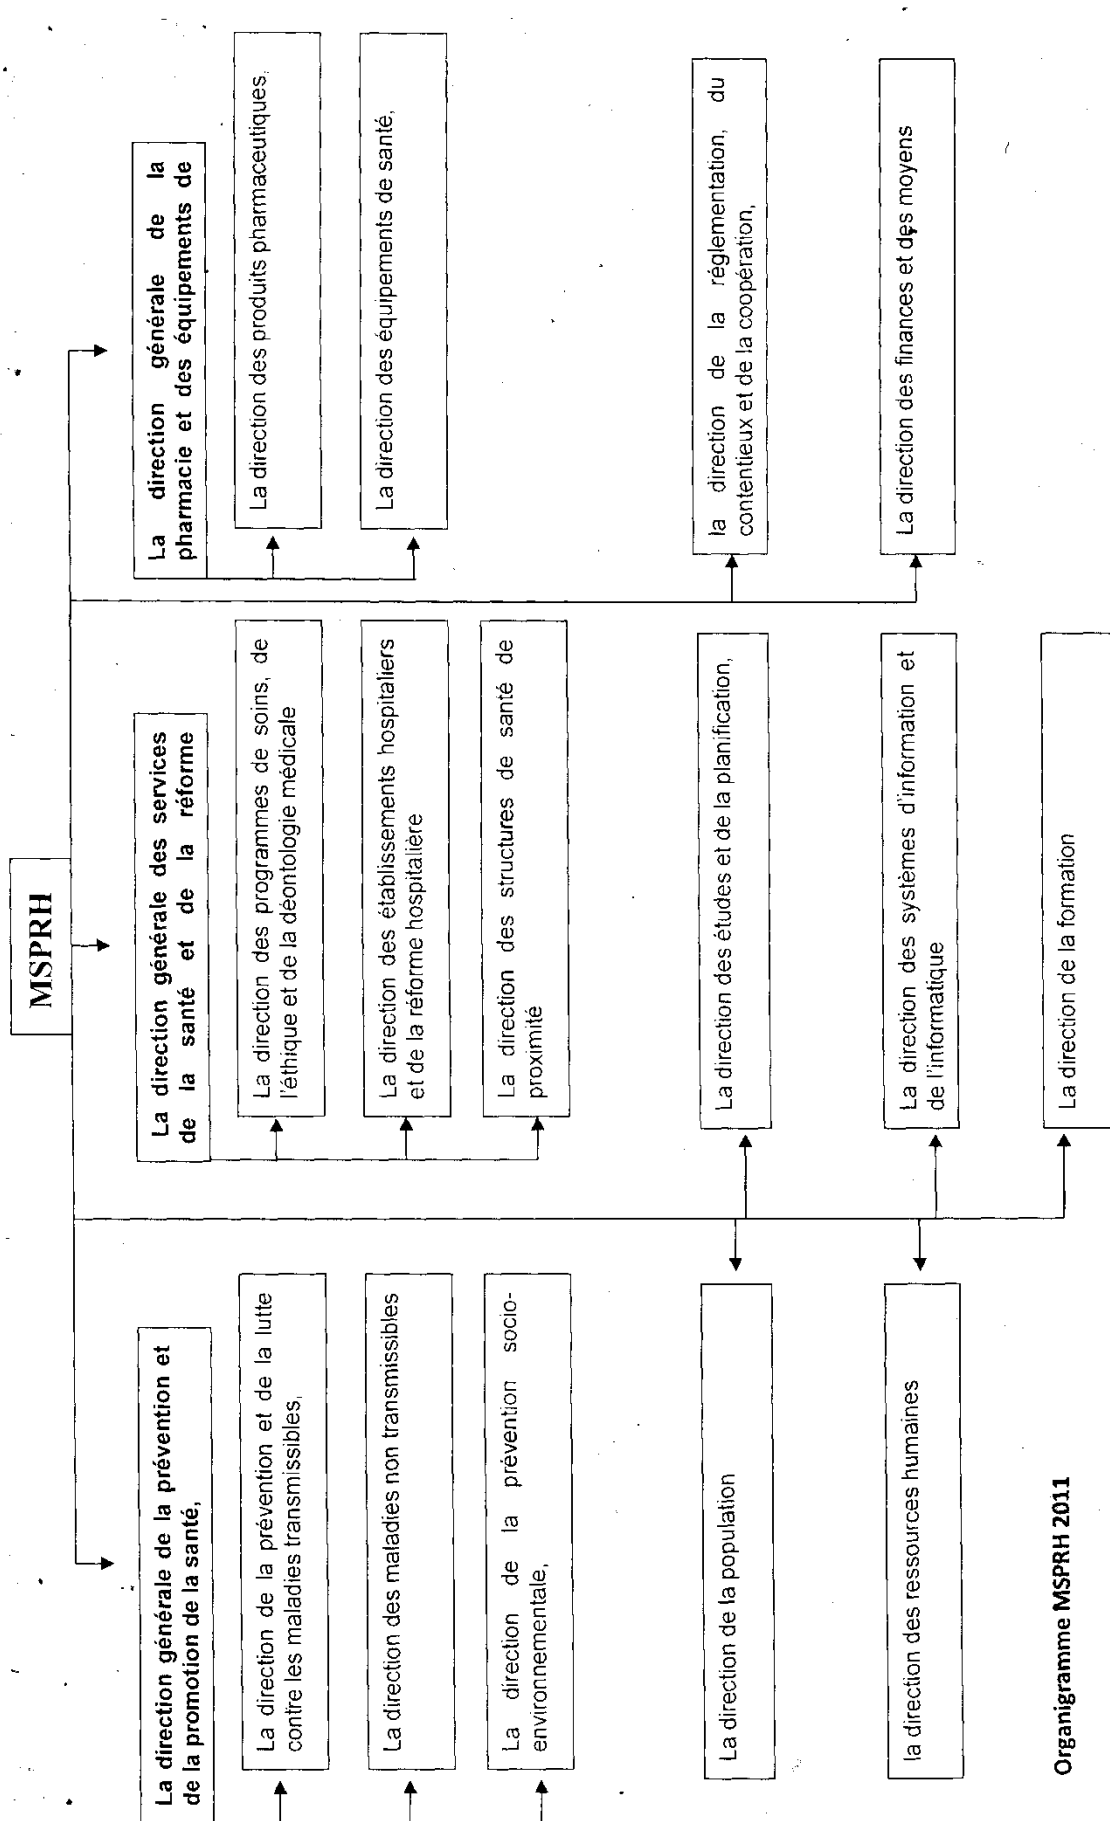 MSPRH
La direction générale de la prévention et
de la promotion de la santé,
La direction de la prévention et de la lutte
contre les maladies transmissibles,
La direction des maladies non transmissibles
La direction de la prévention socio-
environnementale,
La direction générale des services
de la santé et de la réforme
La direction des programmes de soins, de
l'éthique et de la déontologie médicale
La direction des établissements hospitaliers
et de la réforme hospitalière
La direction des structures de santé de
proximité
La direction générale de la
pharmacie et des équipements de
La direction des produits pharmaceutiques,
La direction des équipements de santé,
La direction de la population
La direction des études et de la planification,
la direction de la réglementation, du
contentieux et de la coopération,
la direction des ressources humaines
La direction des systèmes d'information et
de l'informatique
La direction des finances et des moyens
La direction de la formation
Organigramme MSPRH 2011